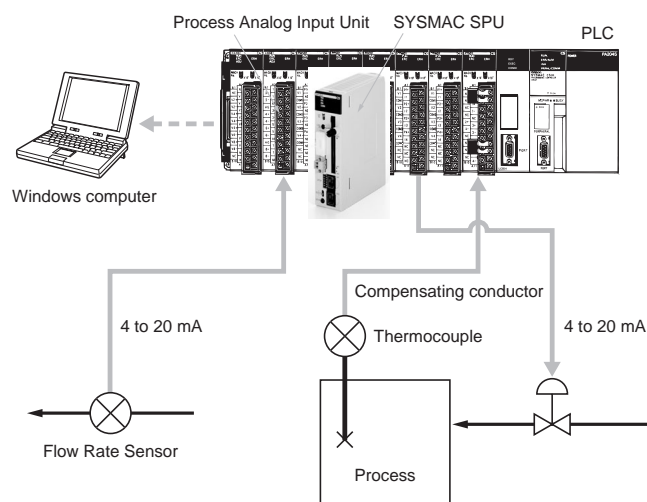 Process Analog Input Unit
SYSMAC SPU
PLC
PA204S
Windows computer
Compensating conductor
4 to 20 mA
Thermocouple
4 to 20 mA
Flow Rate Sensor
Process